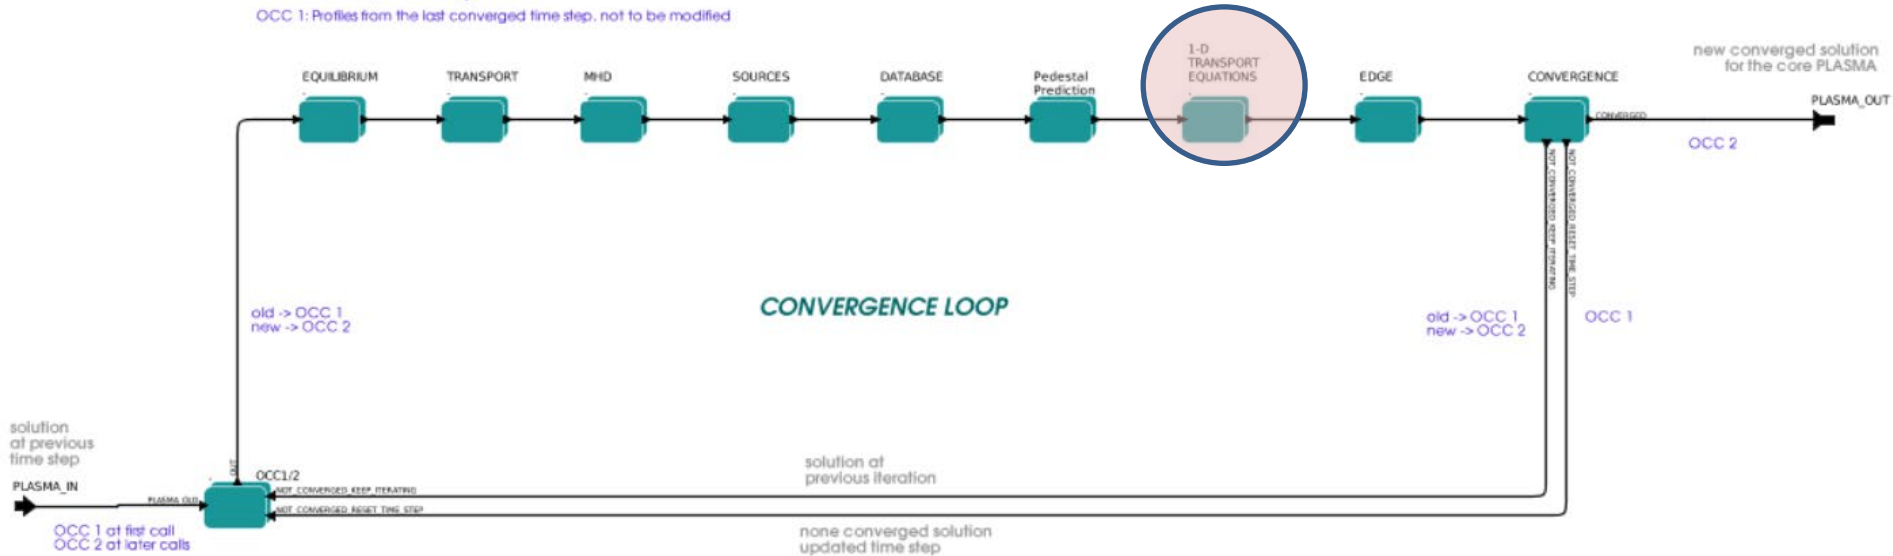 OCC 1: Profiles from the last converged time step, not to be modified
EQUILIBRIUM
TRANSPORT
MHD
SOURCES
DATABASE
Pedestal
Prediction
1-D
TRANSPORT
EQUATIONS
EDGE
CONVERGENCE
new converged solution
for the core PLASMA
PLASMA_OUT
CONVERGED
OCC 2
NOT_CONVERGED_KEEP_ITERATING
NOT_CONVERGED_RESET_TIME_STEP
old -> OCC 1
new -> OCC 2
CONVERGENCE LOOP
old -> OCC 1
new -> OCC 2
OCC 1
solution
at previous
time step
PLASMA_IN
PLASMA_OLD
OUT
OCC1/2
NOT_CONVERGED_KEEP_ITERATING
NOT_CONVERGED_RESET_TIME_STEP
solution at
previous iteration
OCC 1 at first call
OCC 2 at later calls
none converged solution
updated time step